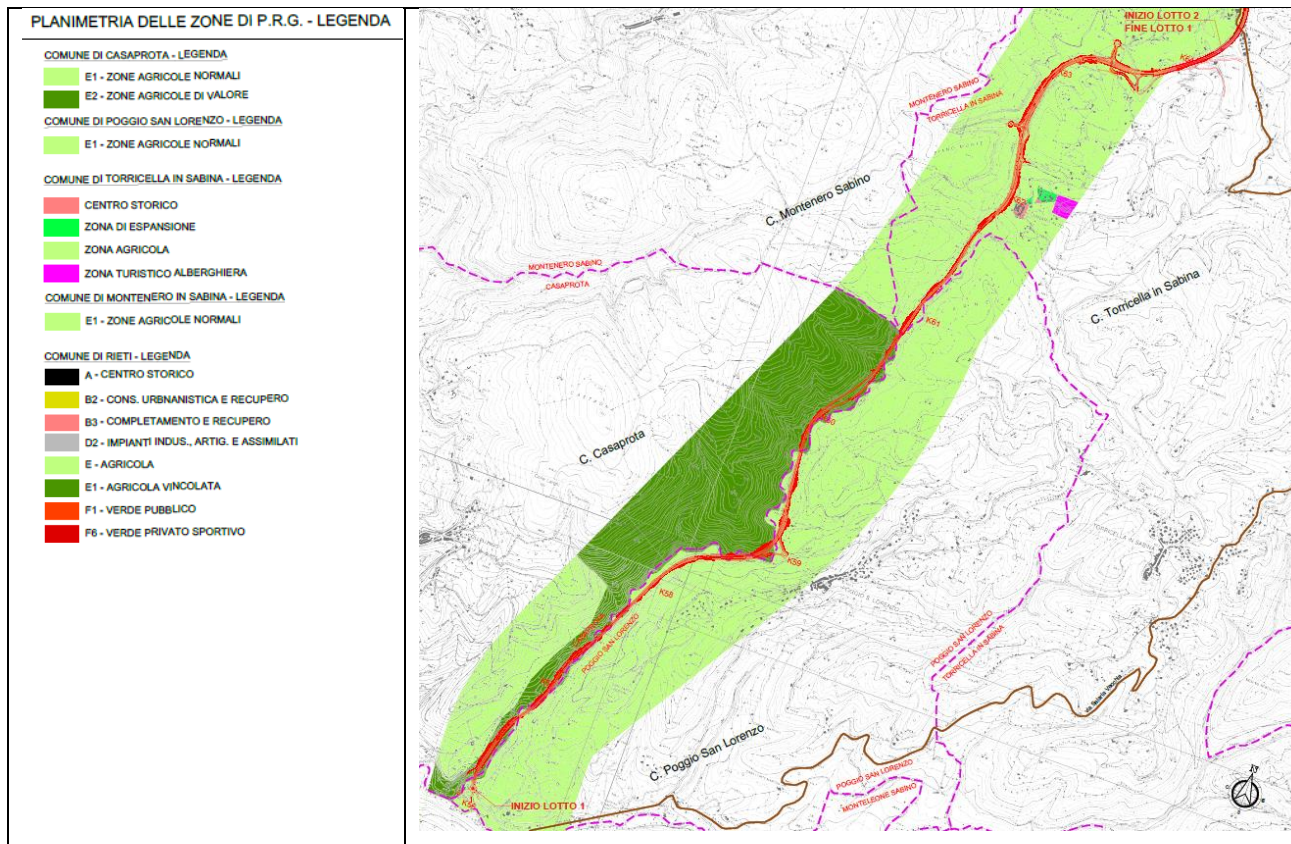 PLANIMETRIA DELLE ZONE DI P.R.G. - LEGENDA
COMUNE DI CASAPROTA - LEGENDA
E1 - ZONE AGRICOLE NORMALI
E2 - ZONE AGRICOLE DI VALORE
COMUNE DI POGGIO SAN LORENZO - LEGENDA
E1 - ZONE AGRICOLE NORMALI
COMUNE DI TORRICELLA IN SABINA - LEGENDA
CENTRO STORICO
ZONA DI ESPANSIONE
ZONA AGRICOLA
ZONA TURISTICO ALBERGHIERA
COMUNE DI MONTENERO IN SABINA - LEGENDA
E1 - ZONE AGRICOLE NORMALI
COMUNE DI RIETI - LEGENDA
A - CENTRO STORICO
B2 - CONS. URBNANISTICA E RECUPERO
B3 - COMPLETAMENTO E RECUPERO
D2 - IMPIANTI INDUS., ARTIG. E ASSIMILATI
E - AGRICOLA
E1 - AGRICOLA VINCOLATA
F1 - VERDE PUBBLICO
F6 - VERDE PRIVATO SPORTIVO
INIZIO LOTTO 2
FINE LOTTO 1
K63
MONTENERO SABINO
TORRICELLA IN SABINA
C. Montenero Sabino
MONTENERO SABINO
CASAPROTA
C. Torricella in Sabina
K61
C. Casaprota
K59
K58
POGGIO SAN LORENZO
POGGIO SAN LORENZO
TORRICELLA IN SABINA
via Salaria Vecchia
C. Poggio San Lorenzo
POGGIO SAN LORENZO
MONTELEONE SABINO
INIZIO LOTTO 1